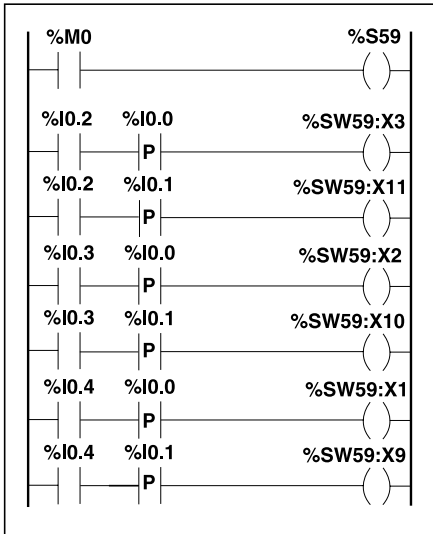 %M0 %S59
%I0.2 %I0.0 %SW59:X3
P
%I0.2 %I0.1 %SW59:X11
P
%I0.3 %I0.0 %SW59:X2
P
%I0.3 %I0.1 %SW59:X10
P
%I0.4 %I0.0 %SW59:X1
P
%I0.4 %I0.1 %SW59:X9
P